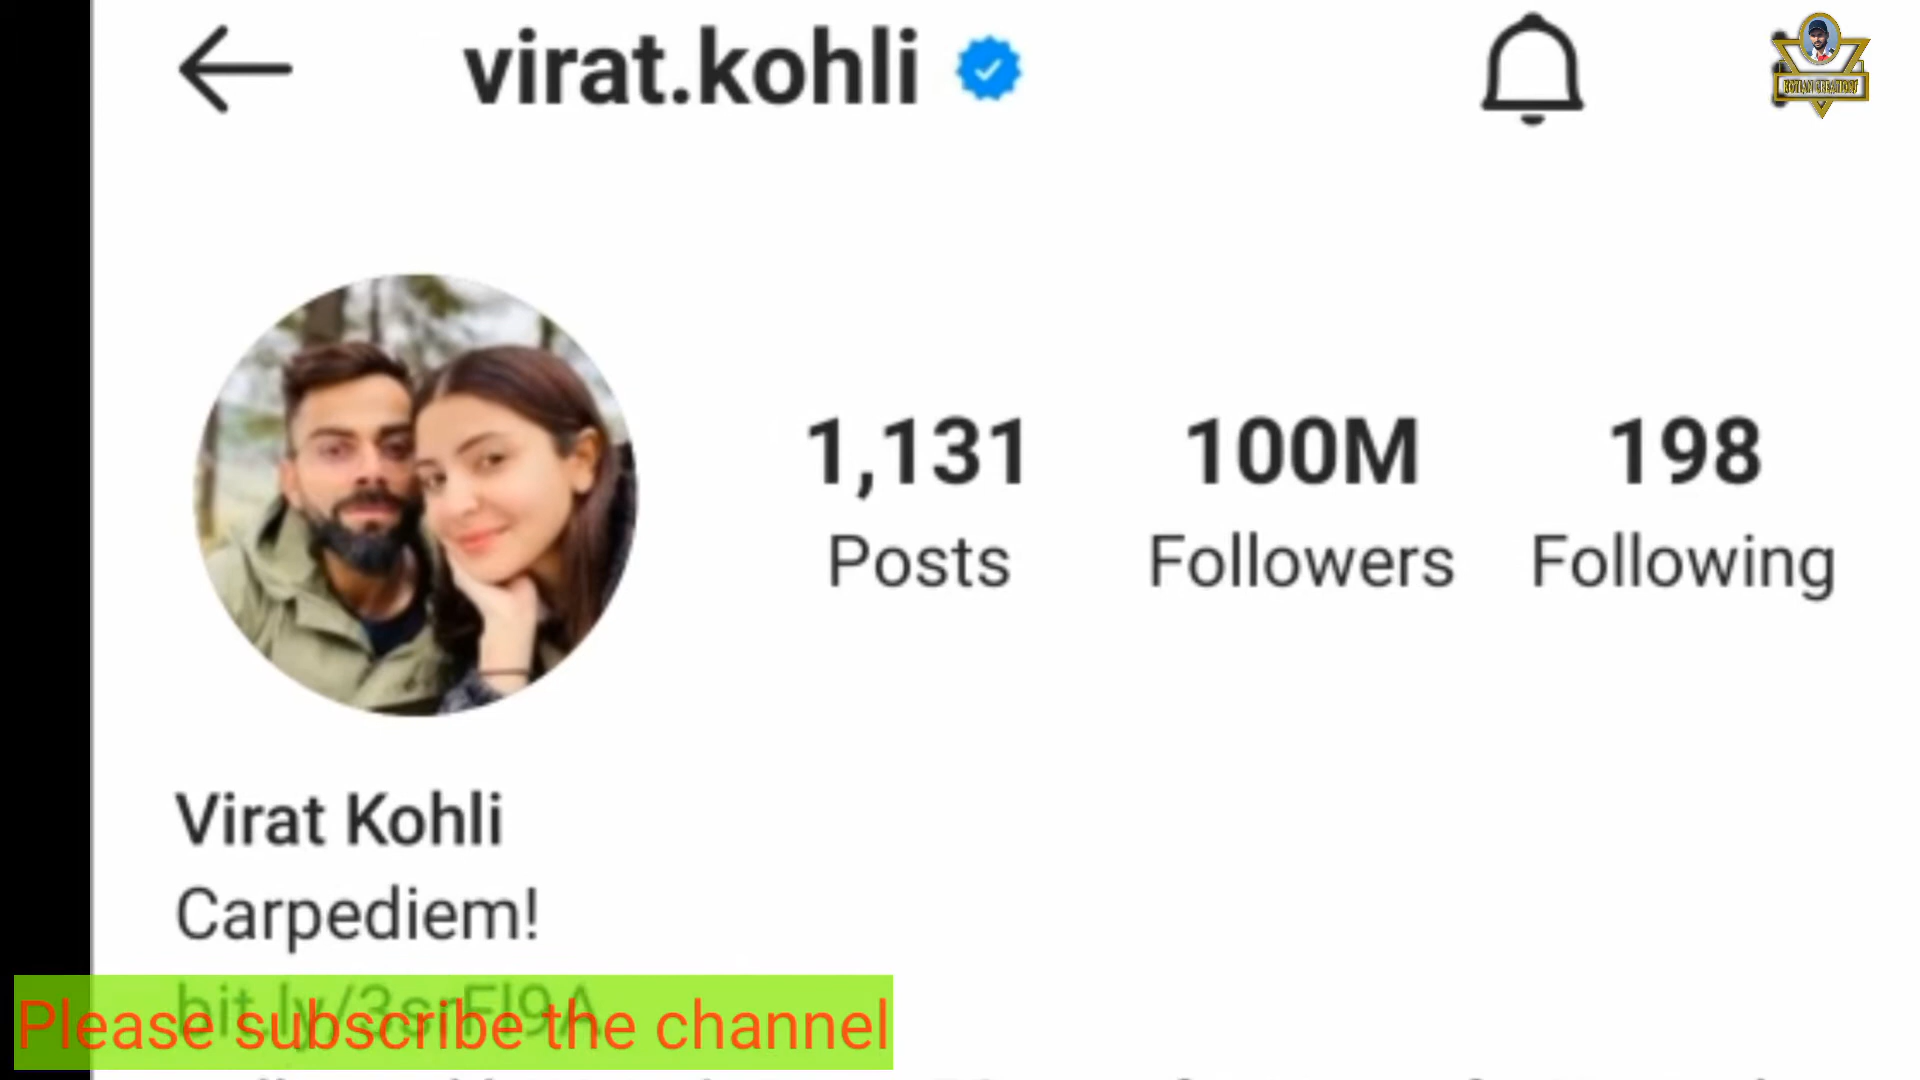 virat.kohli
1,131 100M 198
Posts Followers Following
Virat Kohli
Carpediem!
Please subscribe the channel